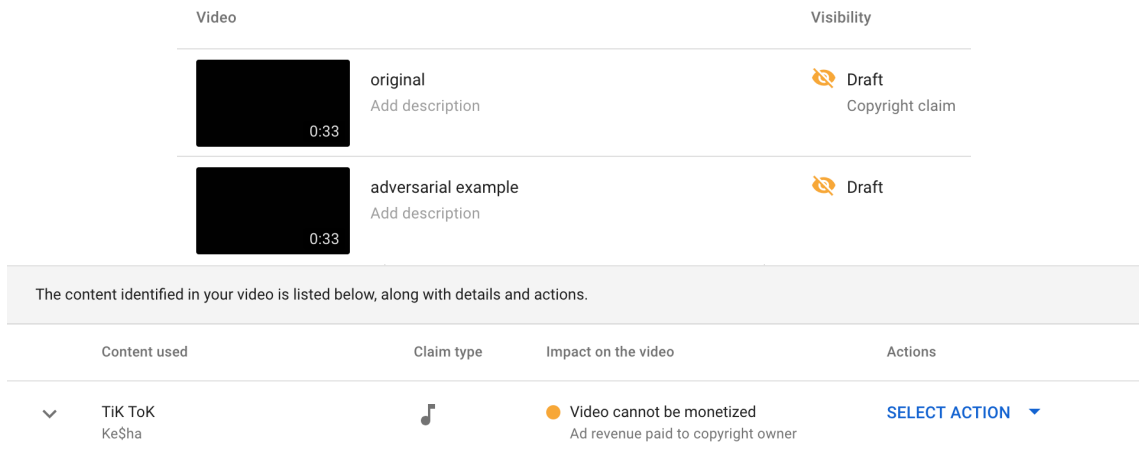 Video Visibility
original Draft
Add description Copyright claim
0:33
adversarial example Draft
Add description
0:33
The content identified in your video is listed below, along with details and actions.
Content used Claim type Impact on the video Actions
TiK ToK Video cannot be monetized SELECT ACTION
Ke$ha Ad revenue paid to copyright owner